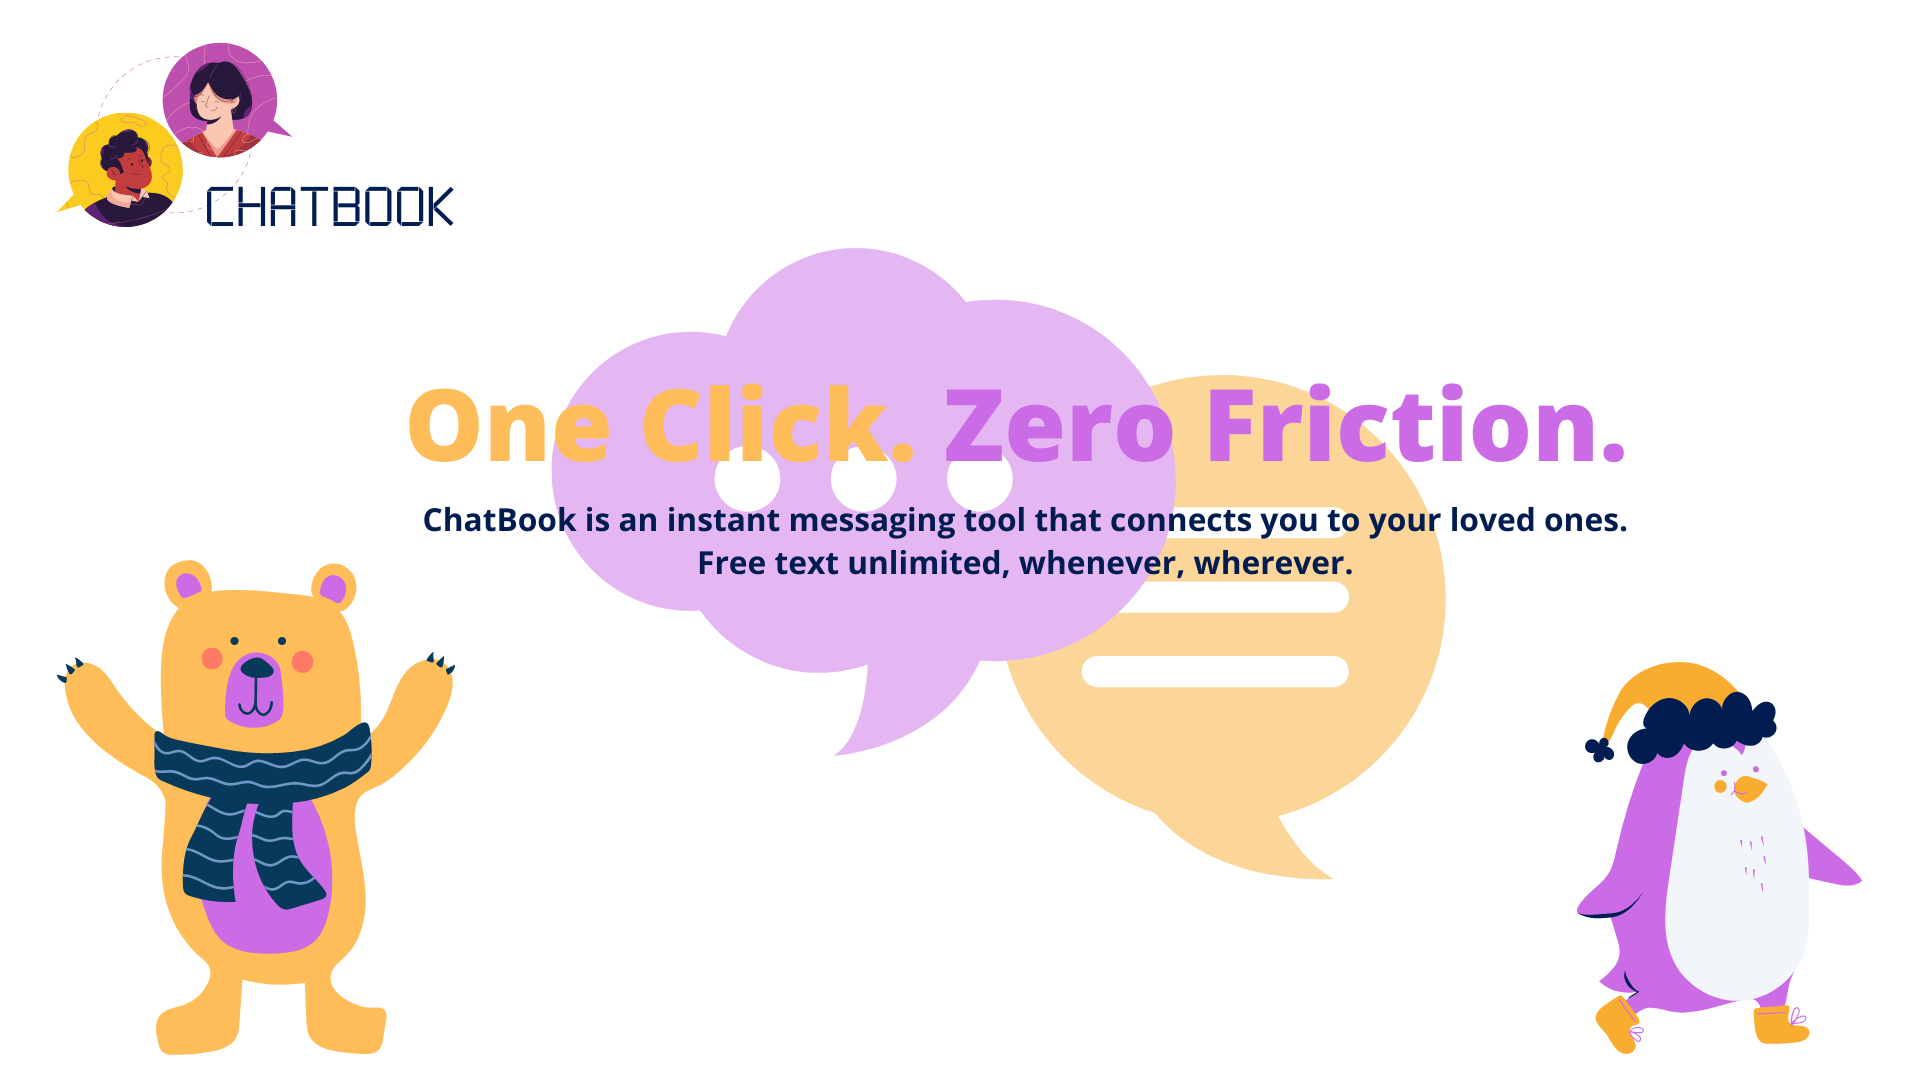 CHATBOOK
One Click. Zero Friction.
ChatBook is an instant messaging tool that connects you to your loved ones.
Free text unlimited, whenever, wherever.